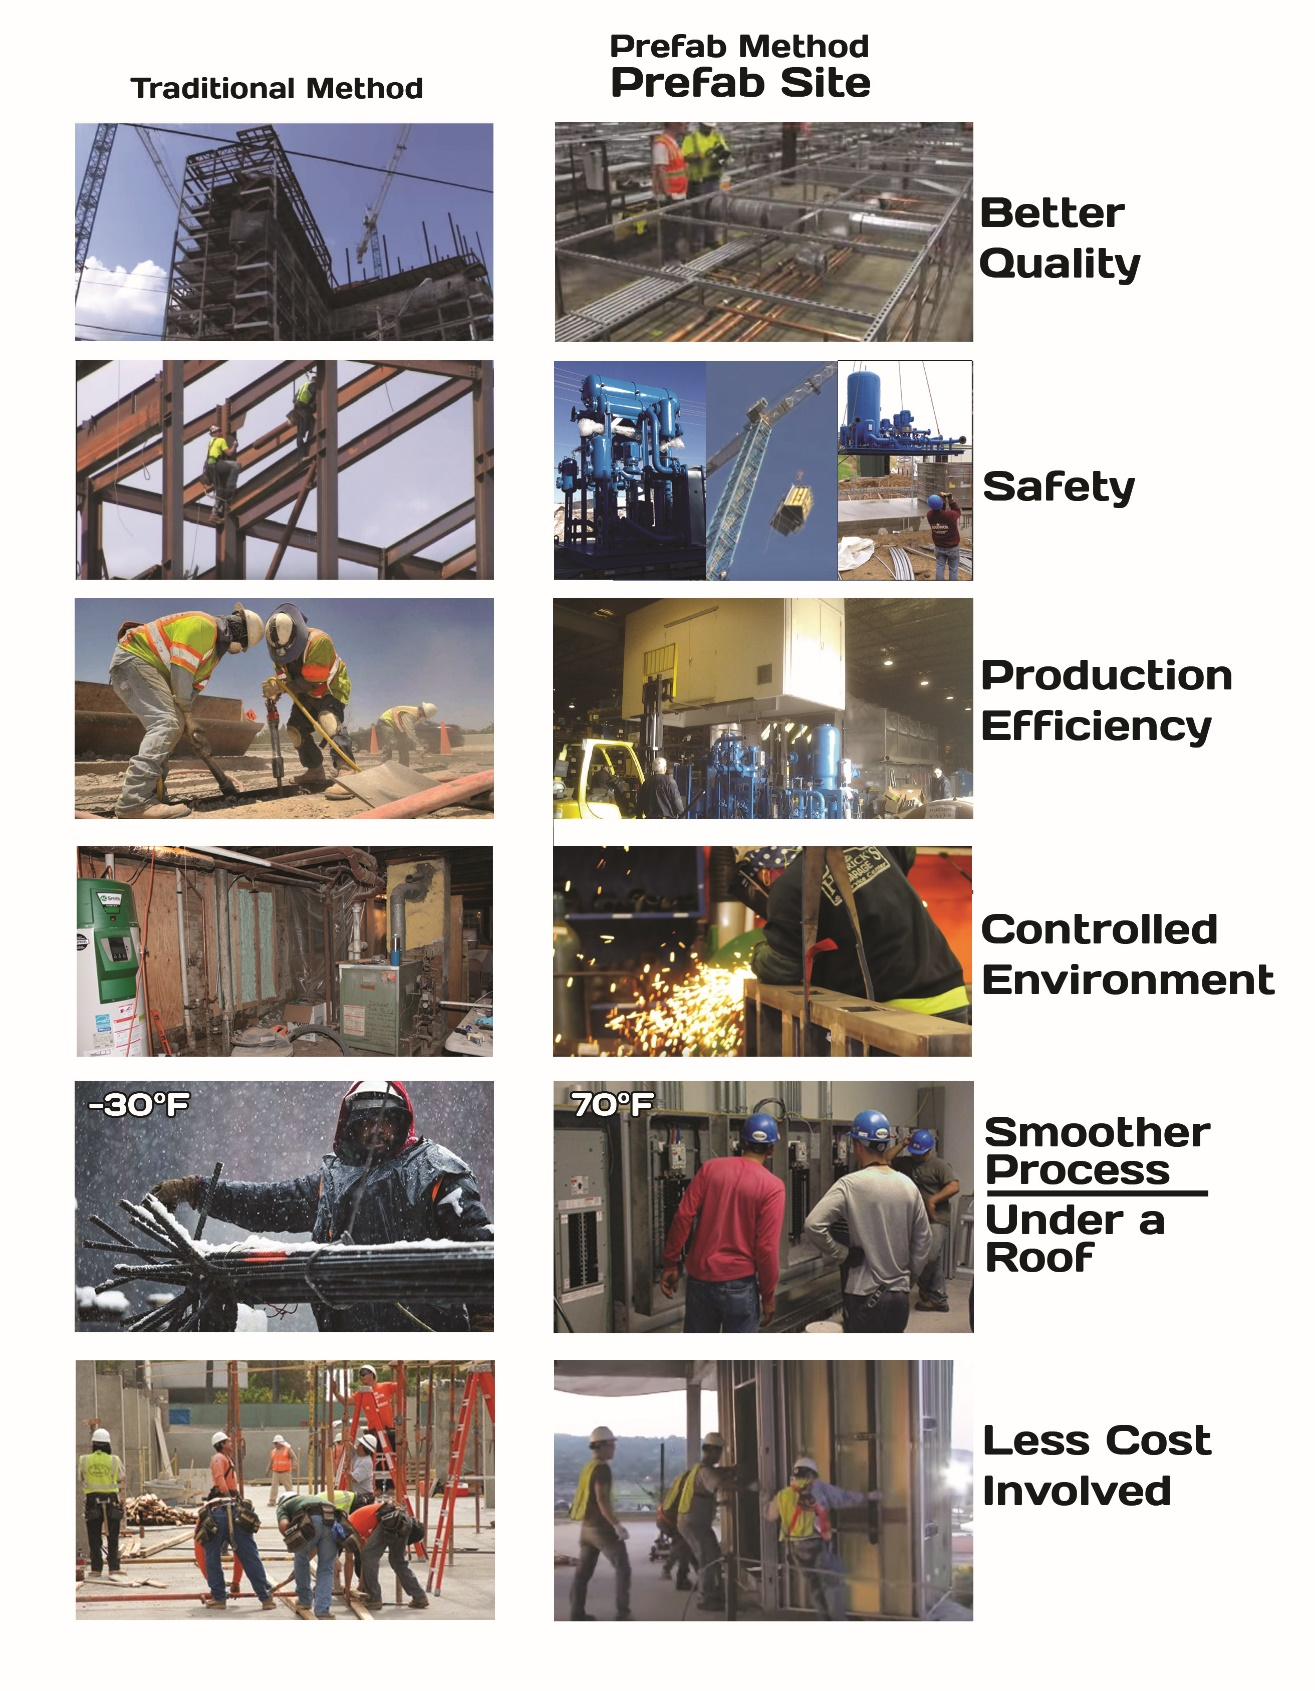 Prefab Method
Traditional Method
Prefab Site
Better
Quality
Safety
Production
Efficiency
Controlled
Environment
-30°F
70°F
Smoother
Process
Under a
Roof
Less Cost
Involved